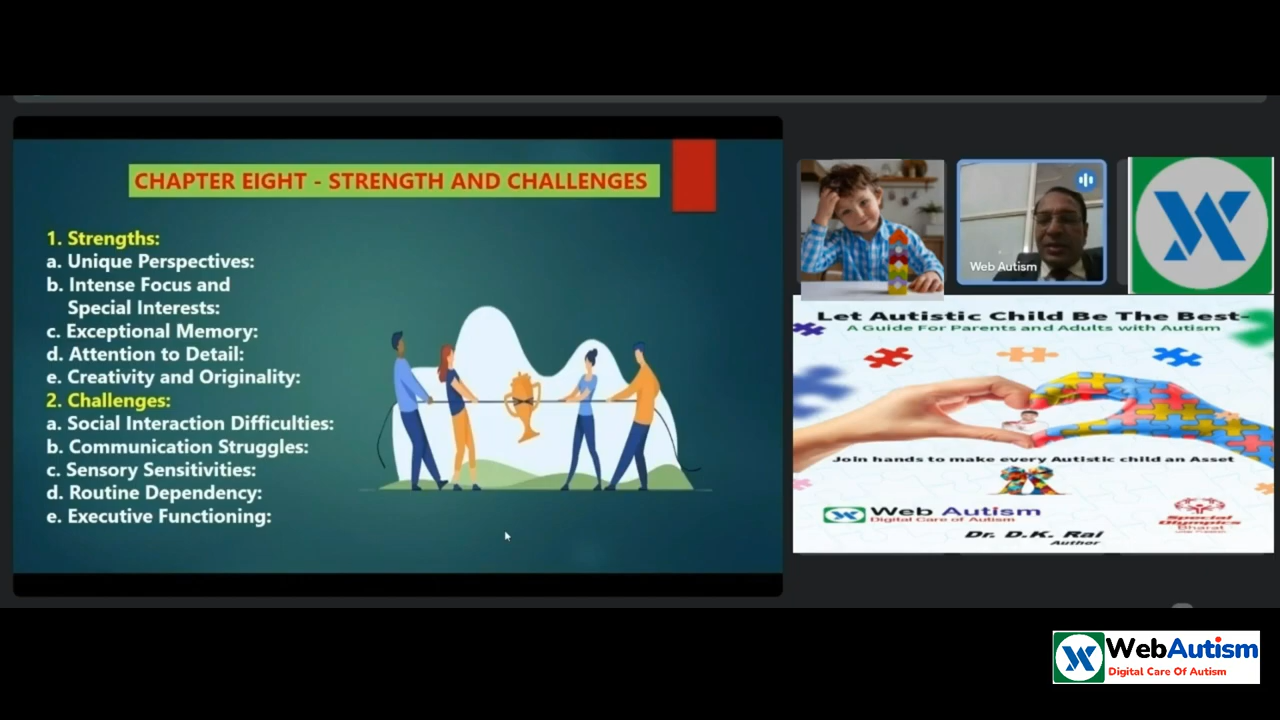 CHAPTER EIGHT - STRENGTH AND CHALLENGES
1. Strengths:
a. Unique Perspectives:
b. Intense Focus and
Special Interests:
c. Exceptional Memory:
d. Attention to Detail:
e. Creativity and Originality:
2. Challenges:
a. Social Interaction Difficulties:
b. Communication Struggles:
c. Sensory Sensitivities:
d. Routine Dependency:
e. Executive Functioning:
Web Autism
Let Autistic Child Be The Best-
A Guide For Parents and Adults with Autism
Join hands to make every Autistic child an Asset
Web Autism
Digital Care of Autism
Special
Olympics
Bharat
Dr. D.K. Rai
Author
WebAutism
Digital Care Of Autism